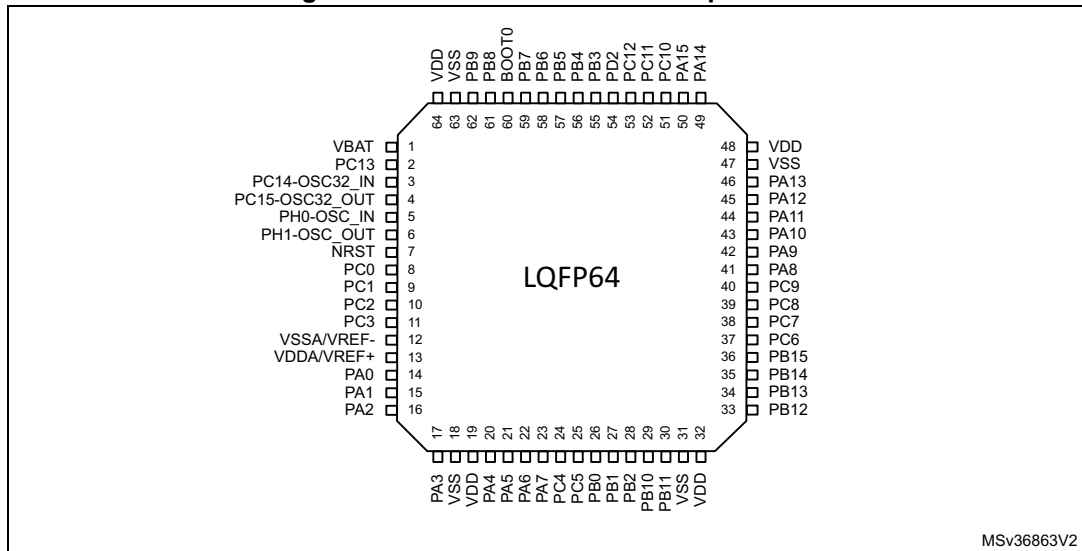 VDD
VSS
PB9
PB8
BOOT0
PB7
PB6
PB5
PB4
PB3
PD2
PC12
PC11
PC10
PA15
PA14
64
63
62
61
60
59
58
57
56
55
54
53
52
51
50
49
VBAT 1
PC13 2
PC14-OSC32_IN 3
PC15-OSC32_OUT 4
PH0-OSC_IN 5
PH1-OSC_OUT 6
NRST 7
PC0 8
PC1 9
PC2 10
PC3 11
VSSA/VREF- 12
VDDA/VREF+ 13
PA0 14
PA1 15
PA2 16
LQFP64
48 VDD
47 VSS
46 PA13
45 PA12
44 PA11
43 PA10
42 PA9
41 PA8
40 PC9
39 PC8
38 PC7
37 PC6
36 PB15
35 PB14
34 PB13
33 PB12
17
18
19
20
21
22
23
24
25
26
27
28
29
30
31
32
PA3
VSS
VDD
PA4
PA5
PA6
PA7
PC4
PC5
PB0
PB1
PB2
PB10
PB11
VSS
VDD
MSv36863V2